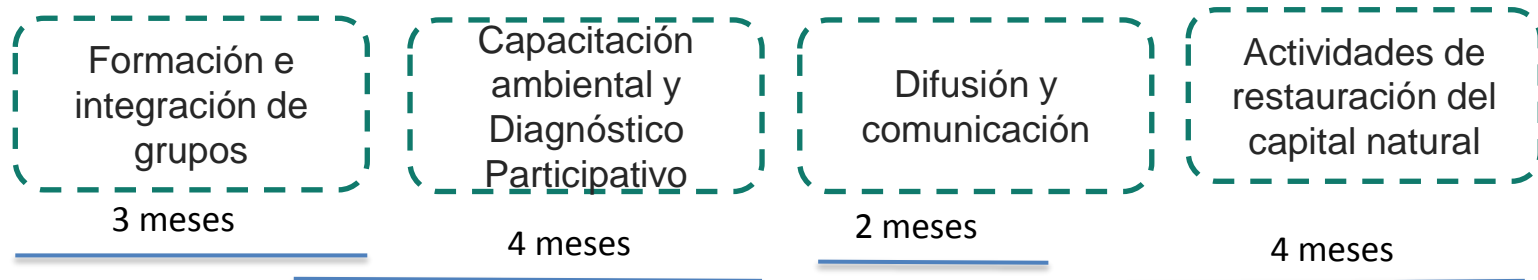 Formación e
integración de
grupos
3 meses
Capacitación
ambiental y
Diagnóstico
Participativo
4 meses
Difusión y
comunicación
2 meses
Actividades de
restauración del
capital natural
4 meses